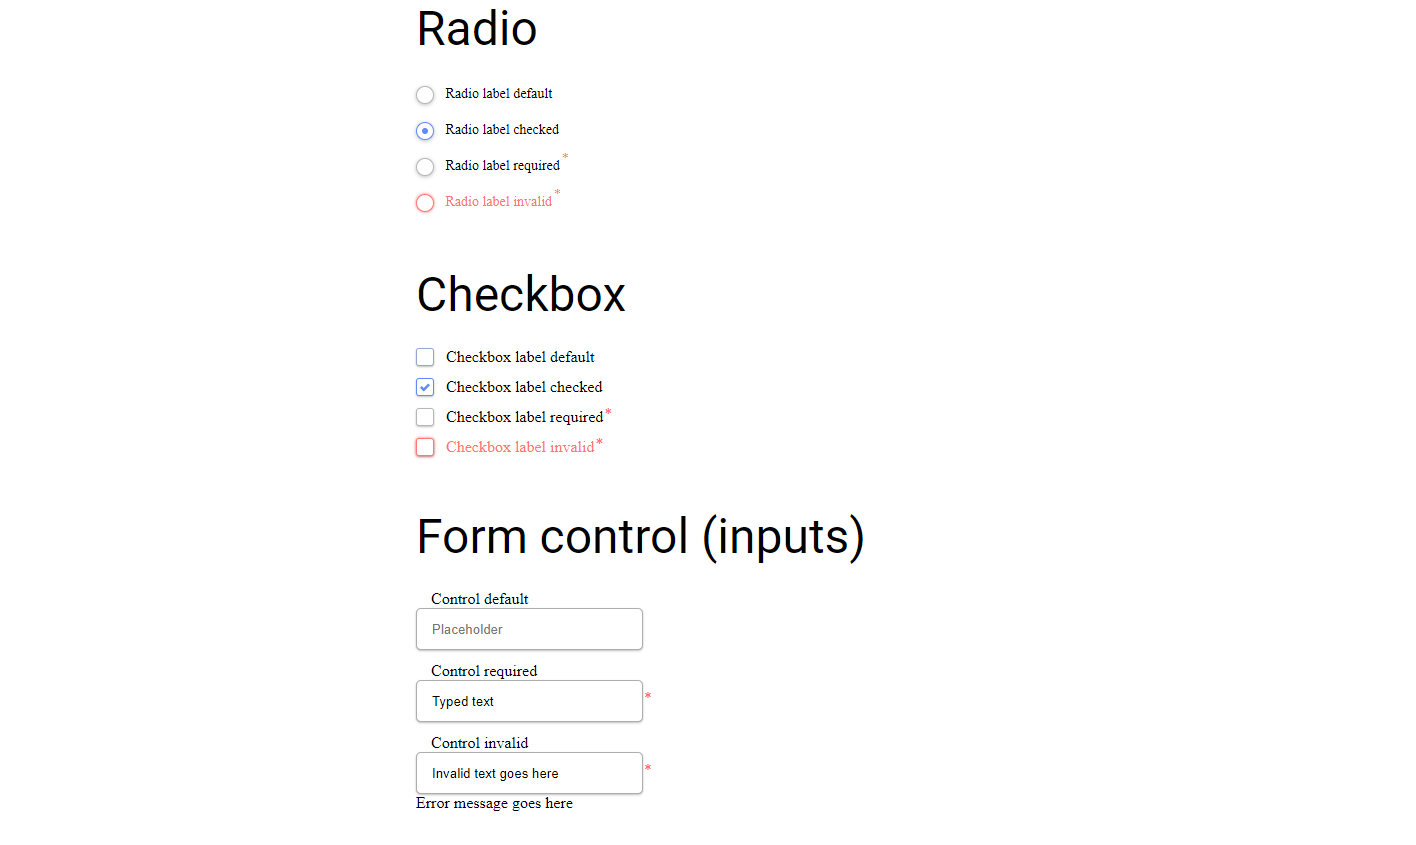 Radio
Radio label default
Radio label checked
Radio label required*
Radio label invalid*
Checkbox
Checkbox label default
Checkbox label checked
Checkbox label required*
Checkbox label invalid*
Form control (inputs)
Control default
Placeholder
Control required
Typed text *
Control invalid
Invalid text goes here *
Error message goes here